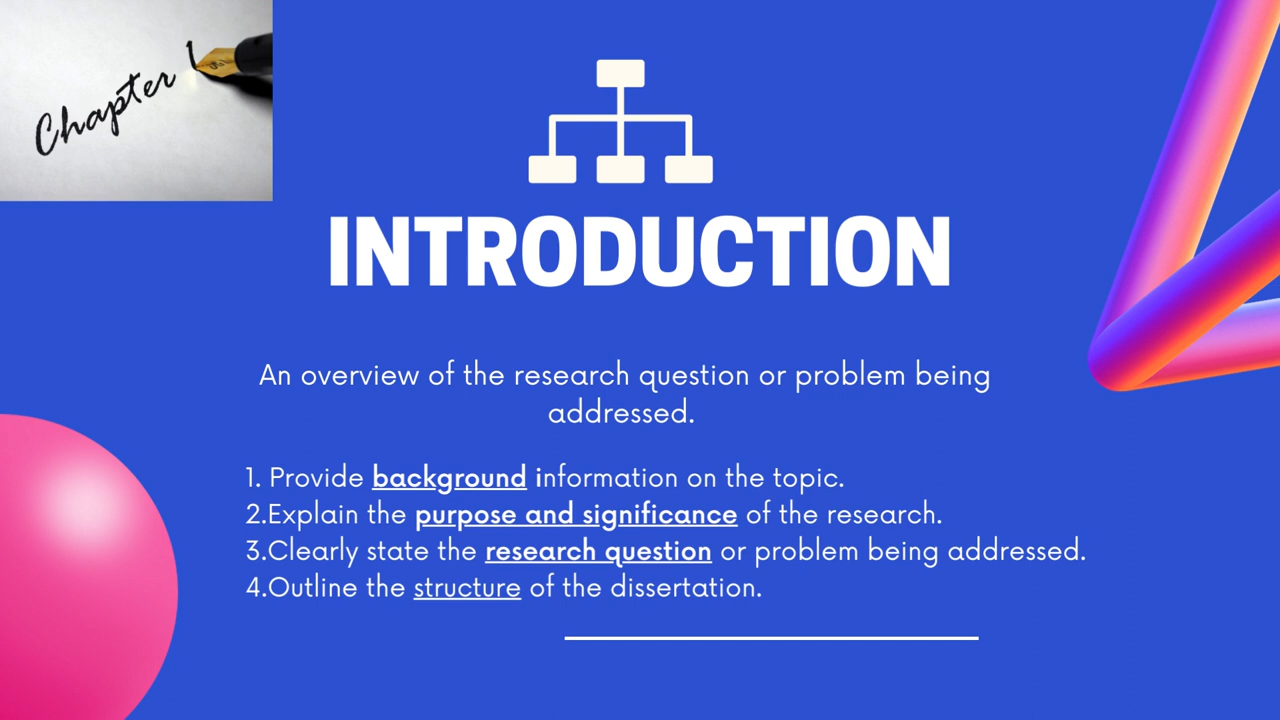 Chapter 1
INTRODUCTION
An overview of the research question or problem being
addressed.
1. Provide background information on the topic.
2.Explain the purpose and significance of the research.
3.Clearly state the research question or problem being addressed.
4.Outline the structure of the dissertation.